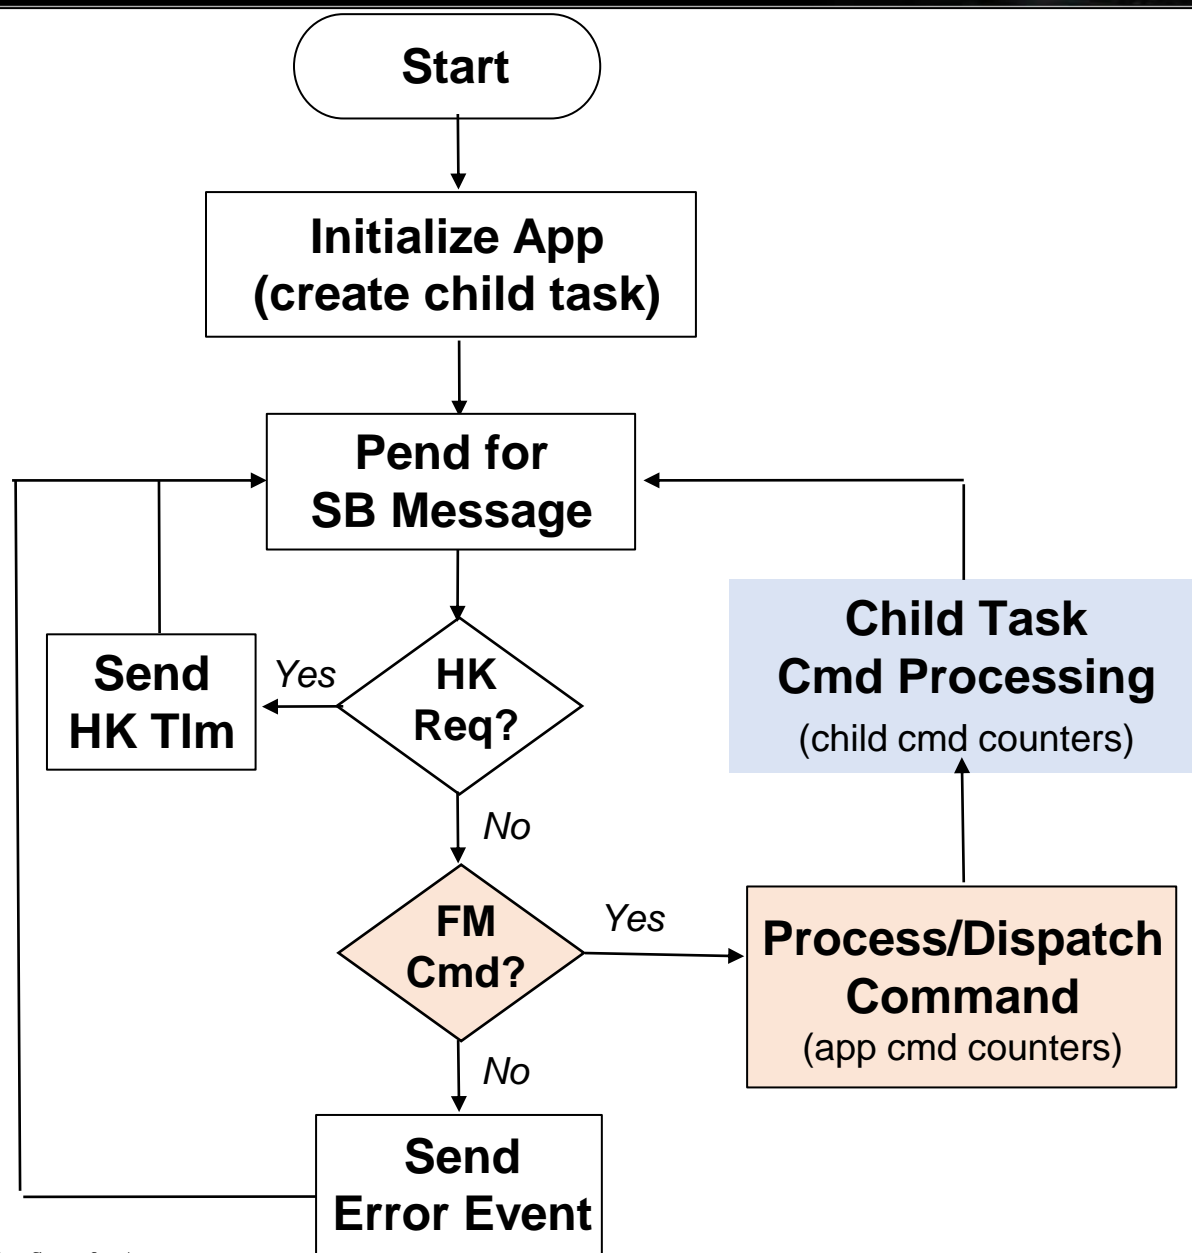 Start
Initialize App
(create child task)
Pend for
SB Message
HK
Req?
Yes
Send
HK Tlm
No
FM
Cmd?
Yes
Process/Dispatch
Command
(app cmd counters)
Child Task
Cmd Processing
(child cmd counters)
No
Send
Error Event